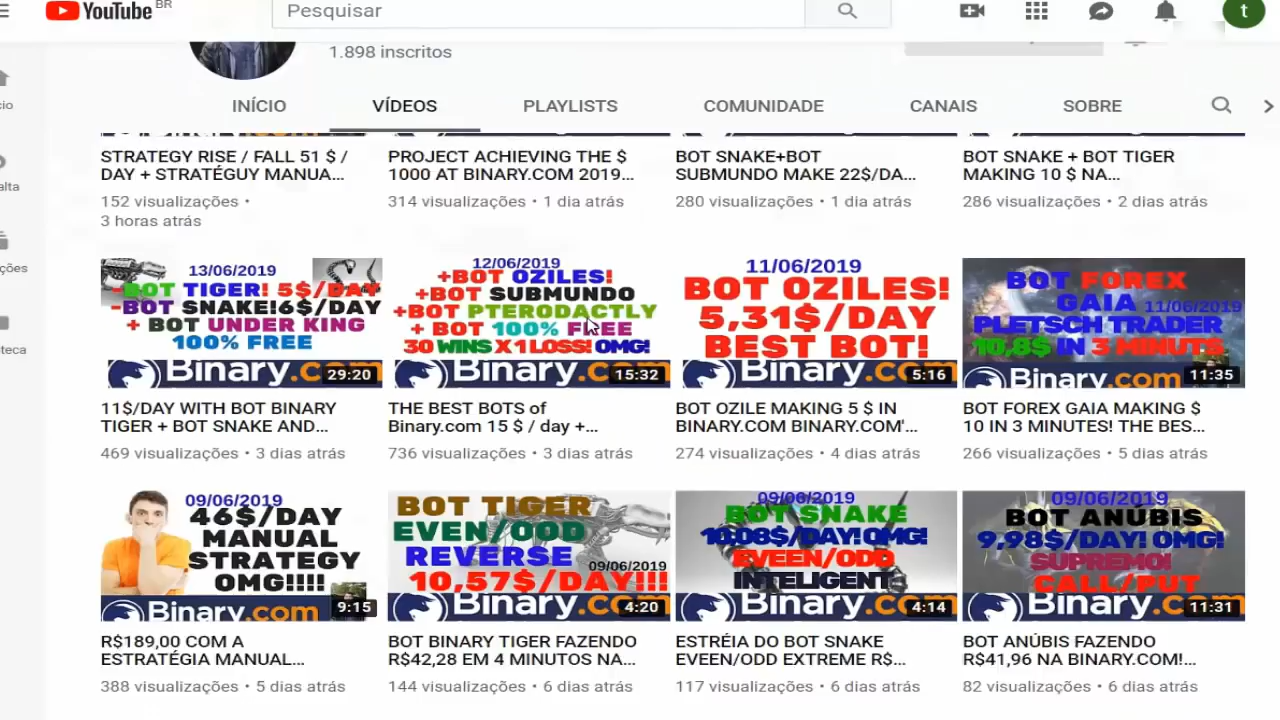 YouTube BR
Pesquisar
t
1.898 inscritos
cio
INÍCIO
VÍDEOS
PLAYLISTS
COMUNIDADE
CANAIS
SOBRE
alta
ções
teca
STRATEGY RISE / FALL 51 $ /
DAY + STRATÉGUY MANUA...
152 visualizações •
3 horas atrás
PROJECT ACHIEVING THE $
1000 AT BINARY.COM 2019...
314 visualizações • 1 dia atrás
BOT SNAKE+BOT
SUBMUNDO MAKE 22$/DA...
280 visualizações • 1 dia atrás
BOT SNAKE + BOT TIGER
MAKING 10 $ NA...
286 visualizações • 2 dias atrás
13/06/2019
-BOT TIGER! 5$/DAY
-BOT SNAKE!6$/DAY
+ BOT UNDER KING
100% FREE
Binary.com
29:20
11$/DAY WITH BOT BINARY
TIGER + BOT SNAKE AND...
469 visualizações • 3 dias atrás
12/06/2019
+BOT OZILES!
+BOT SUBMUNDO
+BOT PTERODACTLY
+ BOT 100% FREE
30 WINS X 1 LOSS! OMG!
Binary.com
15:32
THE BEST BOTS of
Binary.com 15 $ / day +...
736 visualizações • 3 dias atrás
11/06/2019
BOT OZILES!
5,31$/DAY
BEST BOT!
Binary.com
5:16
BOT OZILE MAKING 5 $ IN
BINARY.COM BINARY.COM'...
274 visualizações • 4 dias atrás
BOT FOREX
GAIA 11/06/2019
PLETSCH TRADER
10,8$ IN 3 MINUTS
Binary.com
11:35
BOT FOREX GAIA MAKING $
10 IN 3 MINUTES! THE BES...
266 visualizações • 5 dias atrás
09/06/2019
46$/DAY
MANUAL
STRATEGY
OMG!!!!
Binary.com
9:15
R$189,00 COM A
ESTRATÉGIA MANUAL...
388 visualizações • 5 dias atrás
BOT TIGER
EVEN/ODD
REVERSE
09/06/2019
10,57$/DAY!!!
Binary.com
4:20
BOT BINARY TIGER FAZENDO
R$42,28 EM 4 MINUTOS NA...
144 visualizações • 6 dias atrás
09/06/2019
BOT SNAKE
10,08$/DAY! OMG!
EVEEN/ODD
INTELIGENT
Binary.com
4:14
ESTRÉIA DO BOT SNAKE
EVEEN/ODD EXTREME R$...
117 visualizações • 6 dias atrás
09/06/2019
BOT ANÚBIS
9,98$/DAY! OMG!
SUPREMO!
CALL/PUT
Binary.com
11:31
BOT ANÚBIS FAZENDO
R$41,96 NA BINARY.COM!...
82 visualizações • 6 dias atrás